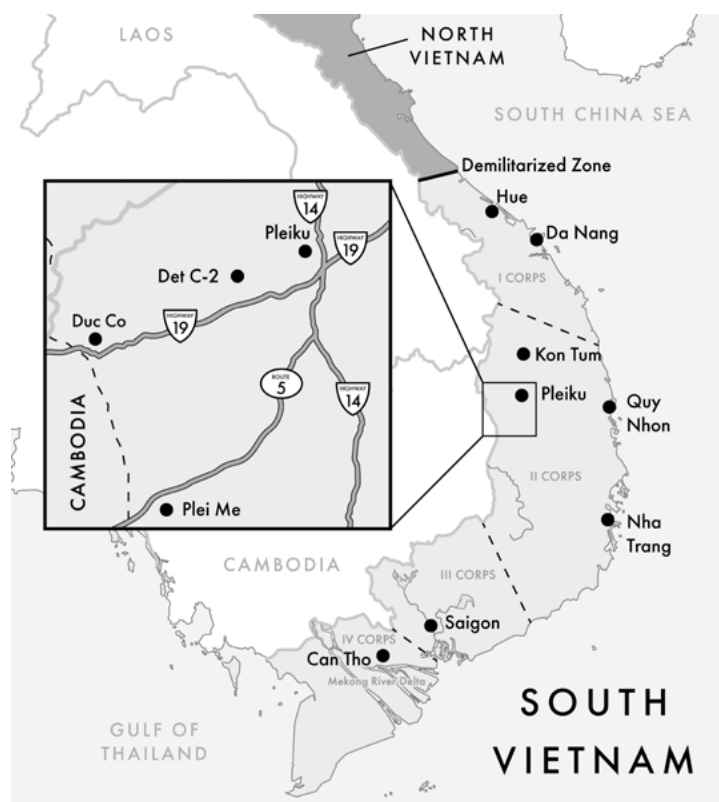 LAOS
NORTH
VIETNAM
SOUTH CHINA SEA
Demilitarized Zone
Hue
Da Nang
I CORPS
Kon Tum
Pleiku
Quy
Nhon
II CORPS
Nha
Trang
III CORPS
Saigon
IV CORPS
Can Tho
Mekong River Delta
CAMBODIA
GULF OF
THAILAND
SOUTH
VIETNAM
HIGHWAY
14
Pleiku
HIGHWAY
19
Det C-2
HIGHWAY
19
Duc Co
ROUTE
5
HIGHWAY
14
CAMBODIA
Plei Me